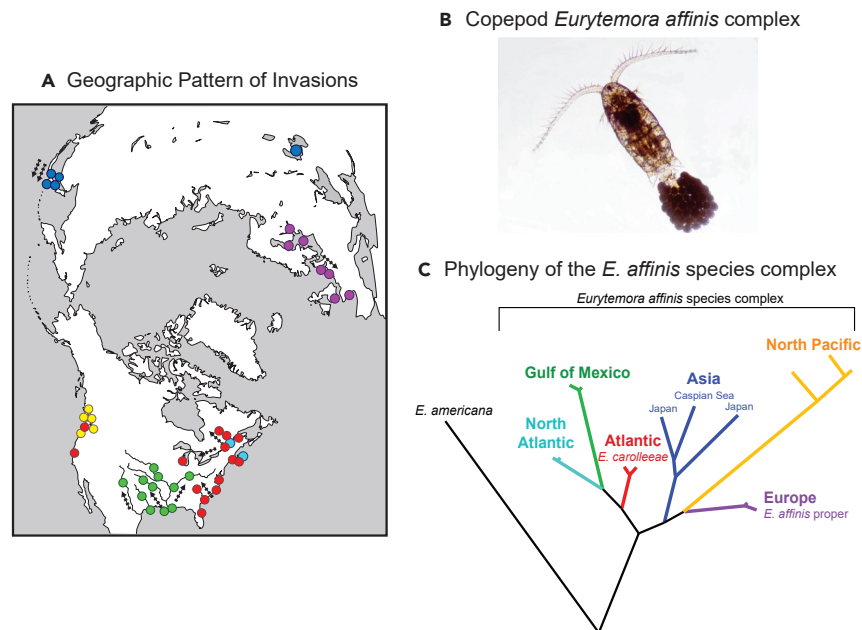 A Geographic Pattern of Invasions
B Copepod Eurytemora affinis complex
C Phylogeny of the E. affinis species complex
Eurytemora affinis species complex
North Pacific
Gulf of Mexico
Asia
Caspian Sea
Japan
Japan
E. americana
North
Atlantic
Atlantic
E. carolleeae
Europe
E. affinis proper